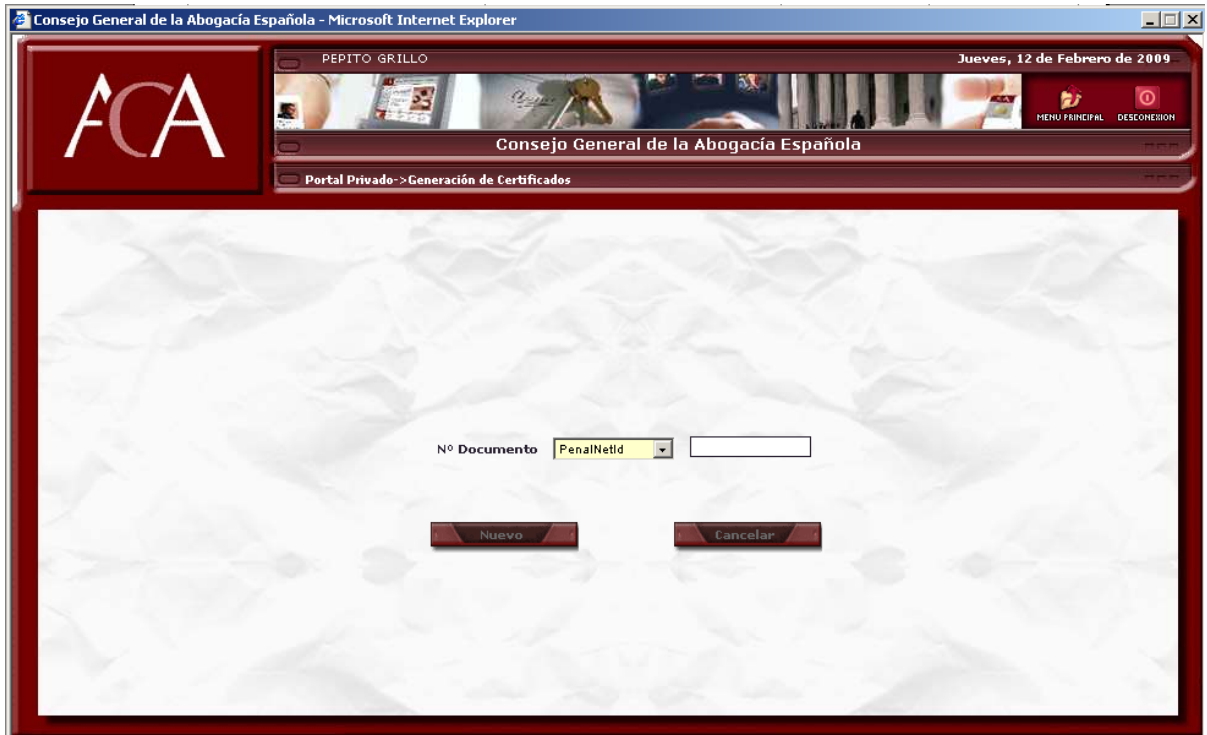 Consejo General de la Abogacía Española - Microsoft Internet Explorer
ACA
PEPITO GRILLO
Jueves, 12 de Febrero de 2009
MENU PRINCIPAL
DESCONEXION
Consejo General de la Abogacía Española
Portal Privado->Generación de Certificados
Nº Documento PenalNetId
Nuevo
Cancelar